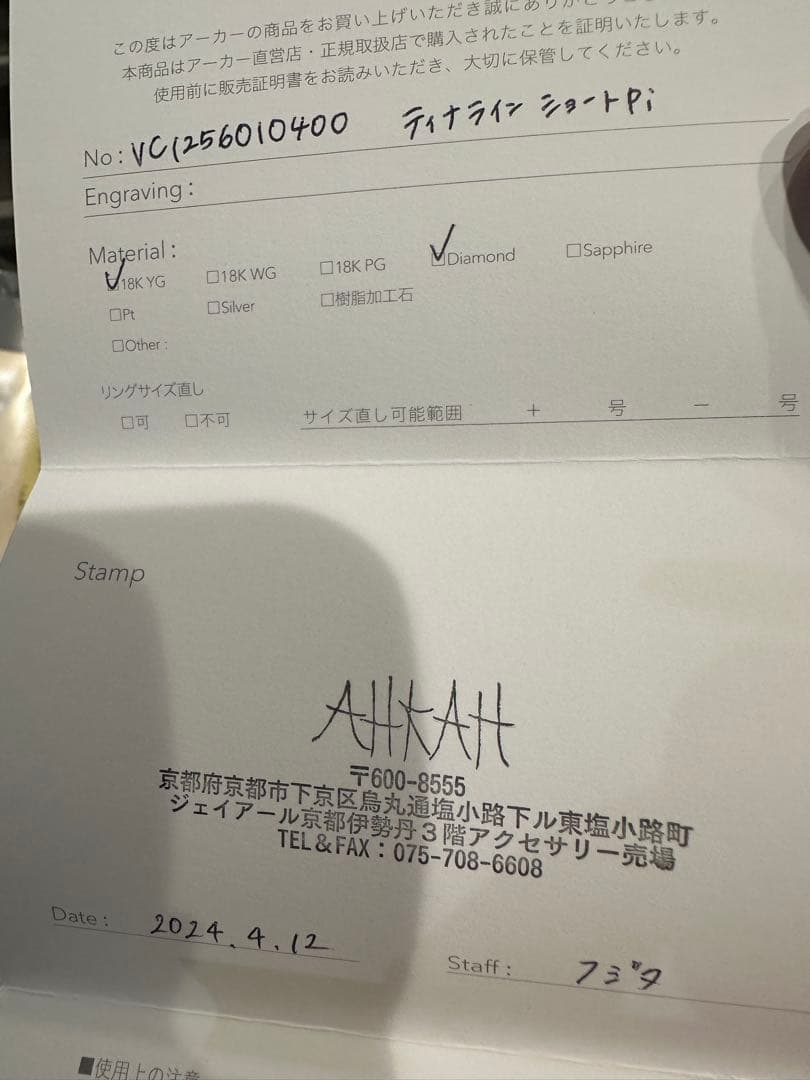 この度はアーカーの商品をお買い上げいただき誠にありがとうご
本商品はアーカー直営店・正規取扱店で購入されたことを証明いたします。
使用前に販売証明書をお読みいただき、大切に保管してください。
No : VC1256010400 ティナライン ショートPi
Engraving :
Material :
☑18K YG □18K WG □18K PG ☑Diamond □Sapphire
□Pt □Silver □樹脂加工石
□Other :
リングサイズ直し
□可 □不可 サイズ直し可能範囲 + 号 − 号
Stamp
AHKAH
〒600-8555
京都府京都市下京区烏丸通塩小路下ル東塩小路町
ジェイアール京都伊勢丹3階アクセサリー売場
TEL&FAX:075-708-6608
Date : 2024.4.12
Staff : フジタ
■使用上の注意